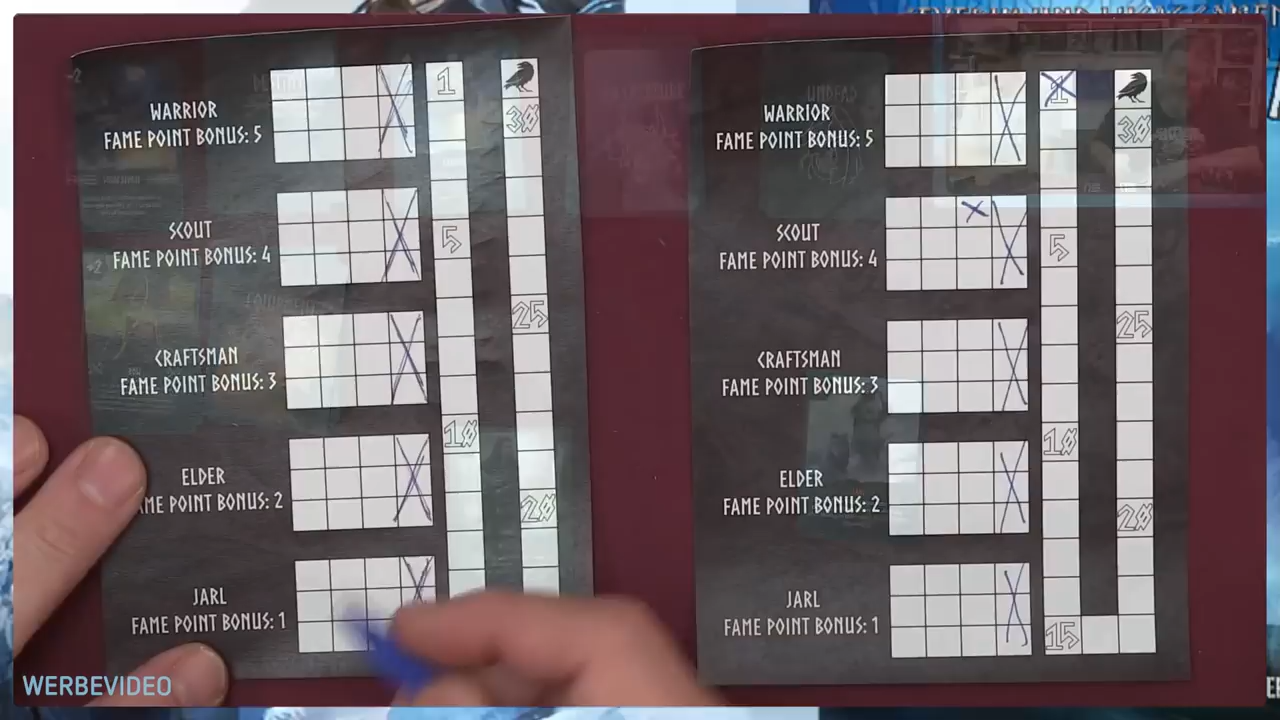 WARRIOR
FAME POINT BONUS: 5
SCOUT
FAME POINT BONUS: 4
CRAFTSMAN
FAME POINT BONUS: 3
ELDER
POINT BONUS: 2
JARL
FAME POINT BONUS: 1
1
5
10
30
25
20
WARRIOR
FAME POINT BONUS: 5
SCOUT
FAME POINT BONUS: 4
CRAFTSMAN
FAME POINT BONUS: 3
ELDER
FAME POINT BONUS: 2
JARL
FAME POINT BONUS: 1
1
5
10
15
30
25
20
WERBEVIDEO